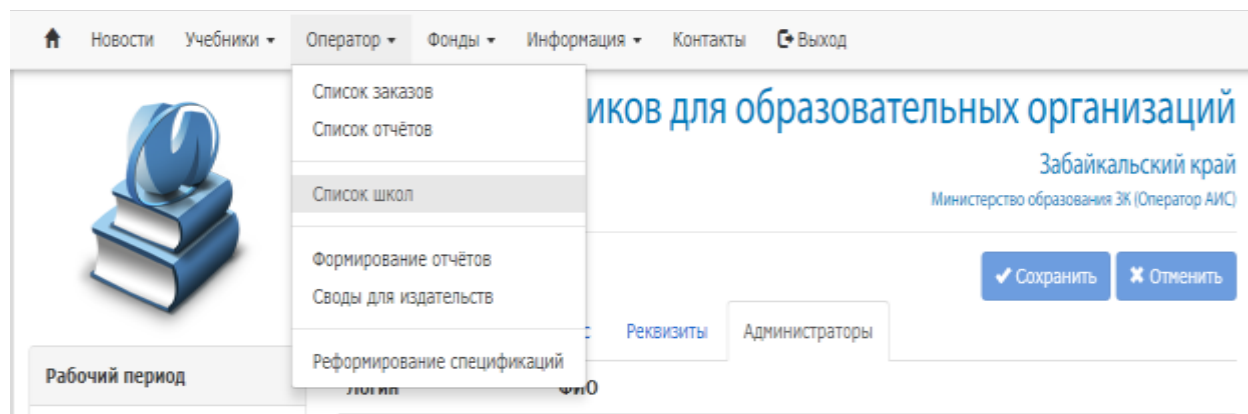 Новости Учебники Оператор Фонды Информация Контакты Выход
Список заказов
Список отчётов
Список школ
Формирование отчётов
Своды для издательств
Реформирование спецификаций
иков для образовательных организаций
Забайкальский край
Министерство образования ЗК (Оператор АИС)
Сохранить Отменить
с Реквизиты Администраторы
Рабочий период
Логин ФИО